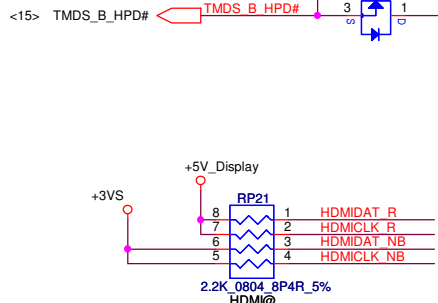 <15> TMDS_B_HPD# TMDS_B_HPD# 3 1
S D
+5V_Display
+3VS
RP21
8 1 HDMIDAT_R
7 2 HDMICLK_R
6 3 HDMIDAT_NB
5 4 HDMICLK_NB
2.2K_0804_8P4R_5%
HDMI@